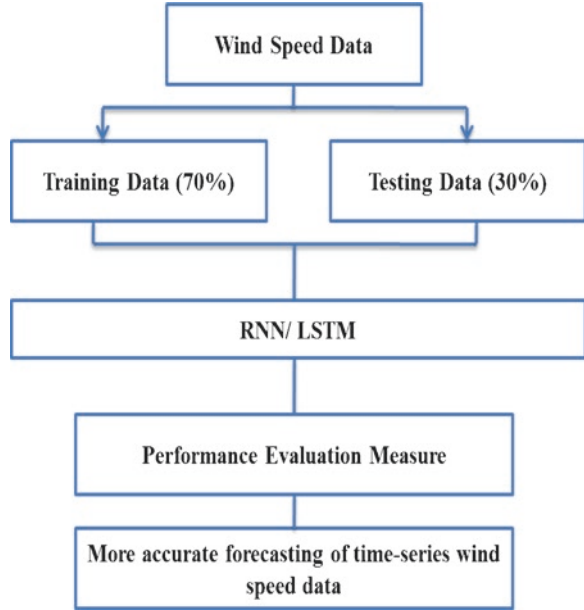 Wind Speed Data
Training Data (70%)
Testing Data (30%)
RNN/ LSTM
Performance Evaluation Measure
More accurate forecasting of time-series wind
speed data